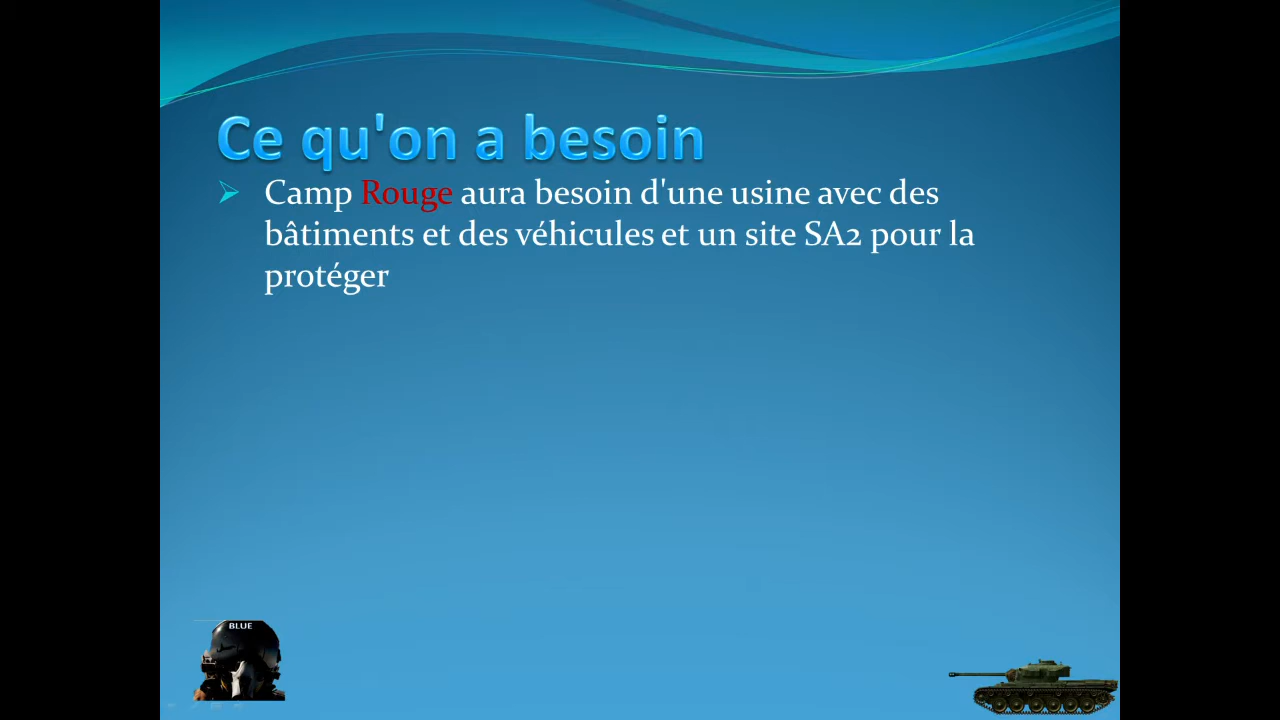 Ce qu'on a besoin
Camp Rouge aura besoin d'une usine avec des
bâtiments et des véhicules et un site SA2 pour la
protéger
BLUE